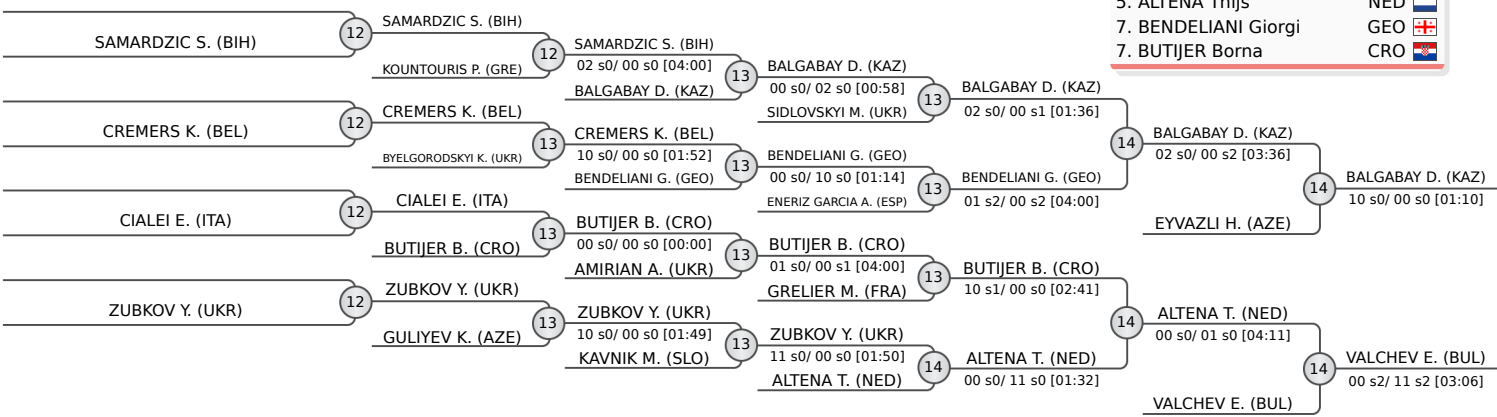 5. ALTENA Thijs NED
7. BENDELIANI Giorgi GEO
7. BUTIJER Borna CRO
12
SAMARDZIC S. (BIH)
12
CREMERS K. (BEL)
12
CIALEI E. (ITA)
12
ZUBKOV Y. (UKR)
SAMARDZIC S. (BIH)
12
KOUNTOURIS P. (GRE)
CREMERS K. (BEL)
13
BYELGORODSKYI K. (UKR)
CIALEI E. (ITA)
13
BUTIJER B. (CRO)
ZUBKOV Y. (UKR)
13
GULIYEV K. (AZE)
SAMARDZIC S. (BIH)
02 s0/ 00 s0 [04:00]
13
BALGABAY D. (KAZ)
CREMERS K. (BEL)
10 s0/ 00 s0 [01:52]
13
BENDELIANI G. (GEO)
BUTIJER B. (CRO)
00 s0/ 00 s0 [00:00]
13
AMIRIAN A. (UKR)
ZUBKOV Y. (UKR)
10 s0/ 00 s0 [01:49]
13
KAVNIK M. (SLO)
BALGABAY D. (KAZ)
00 s0/ 02 s0 [00:58]
13
SIDLOVSKYI M. (UKR)
BENDELIANI G. (GEO)
00 s0/ 10 s0 [01:14]
13
ENERIZ GARCIA A. (ESP)
BUTIJER B. (CRO)
01 s0/ 00 s1 [04:00]
13
GRELIER M. (FRA)
ZUBKOV Y. (UKR)
11 s0/ 00 s0 [01:50]
14
ALTENA T. (NED)
BALGABAY D. (KAZ)
02 s0/ 00 s1 [01:36]
14
BENDELIANI G. (GEO)
01 s2/ 00 s2 [04:00]
BUTIJER B. (CRO)
10 s1/ 00 s0 [02:41]
14
ALTENA T. (NED)
00 s0/ 11 s0 [01:32]
BALGABAY D. (KAZ)
02 s0/ 00 s2 [03:36]
14
EYVAZLI H. (AZE)
ALTENA T. (NED)
00 s0/ 01 s0 [04:11]
14
VALCHEV E. (BUL)
BALGABAY D. (KAZ)
10 s0/ 00 s0 [01:10]
VALCHEV E. (BUL)
00 s2/ 11 s2 [03:06]